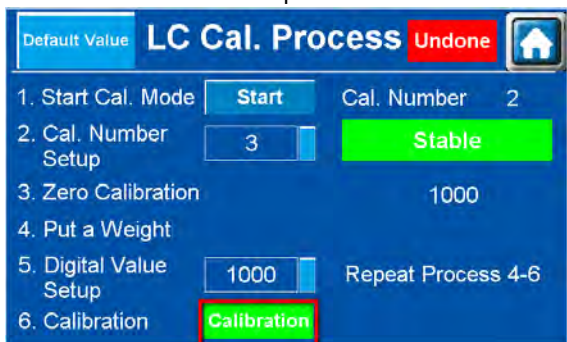 Default Value LC Cal. Process Undone
1. Start Cal. Mode Start Cal. Number 2
2. Cal. Number
Setup 3 Stable
3. Zero Calibration 1000
4. Put a Weight
5. Digital Value
Setup 1000 Repeat Process 4-6
6. Calibration Calibration